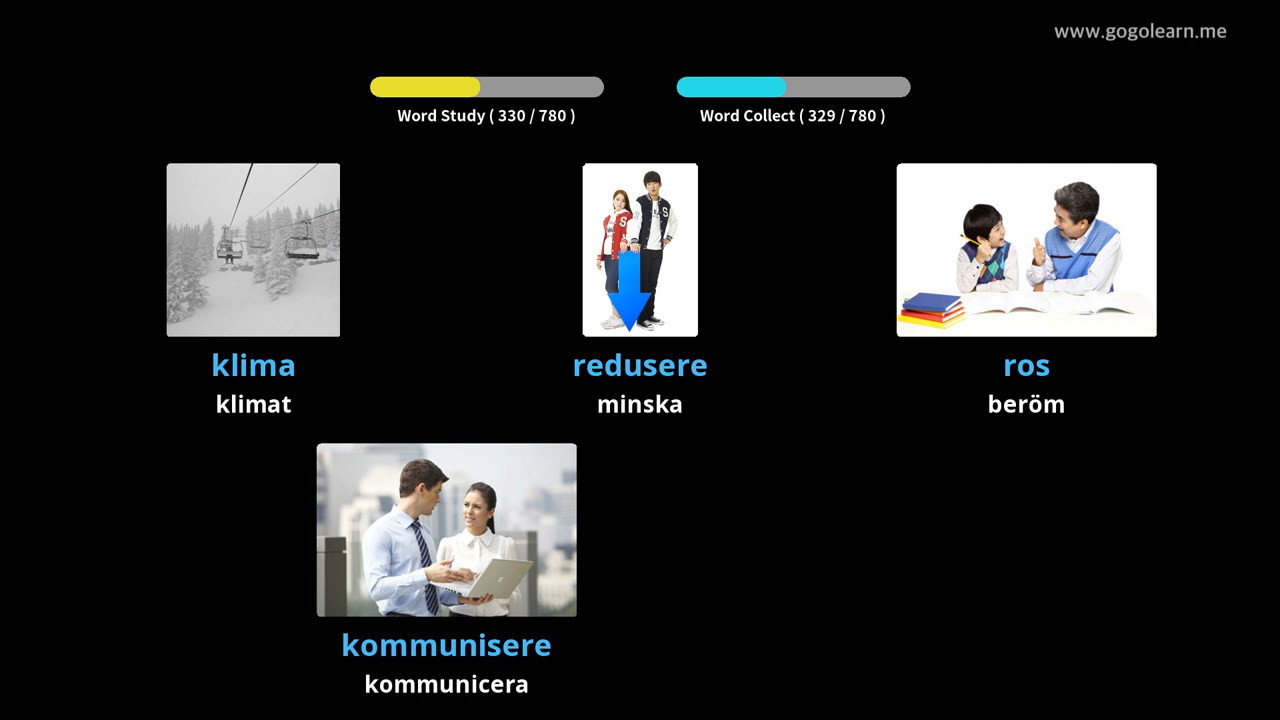 www.gogolearn.me
Word Study ( 330 / 780 )
Word Collect ( 329 / 780 )
klima
klimat
redusere
minska
ros
beröm
kommunisere
kommunicera